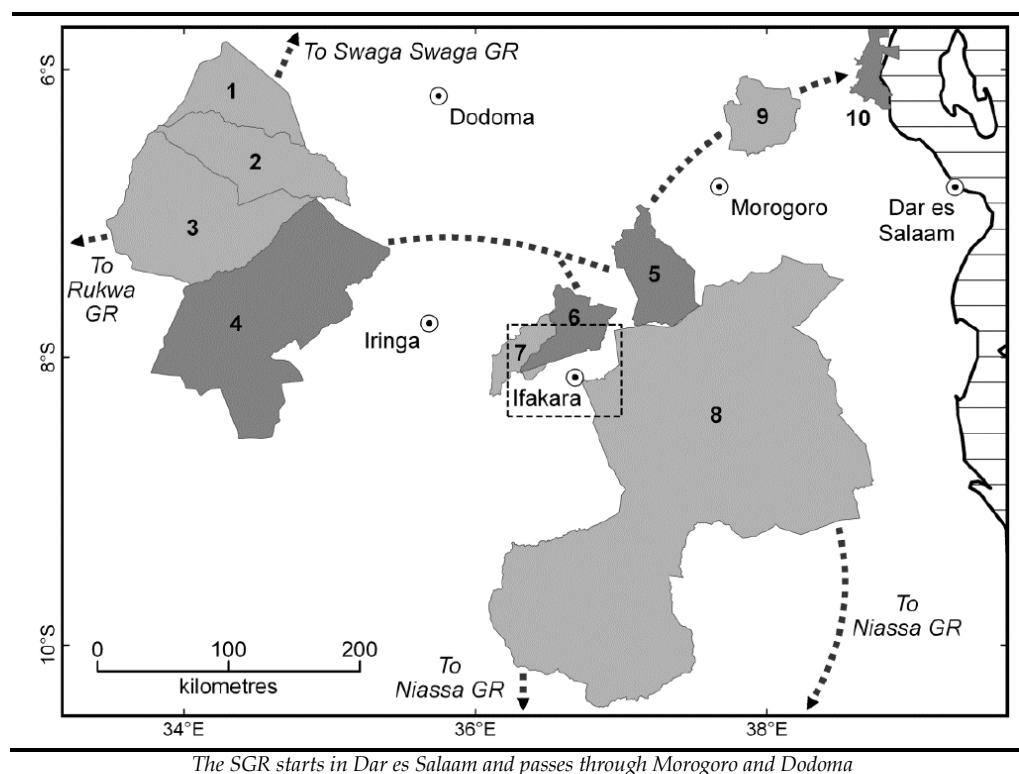 6°S
To Swaga Swaga GR
1
Dodoma
9
10
2
Morogoro
Dar es
Salaam
3
To
Rukwa
GR
5
4
Iringa
6
7
8°S
Ifakara
8
To
Niassa GR
10°S
0 100 200
kilometres
To
Niassa GR
34°E 36°E 38°E
The SGR starts in Dar es Salaam and passes through Morogoro and Dodoma